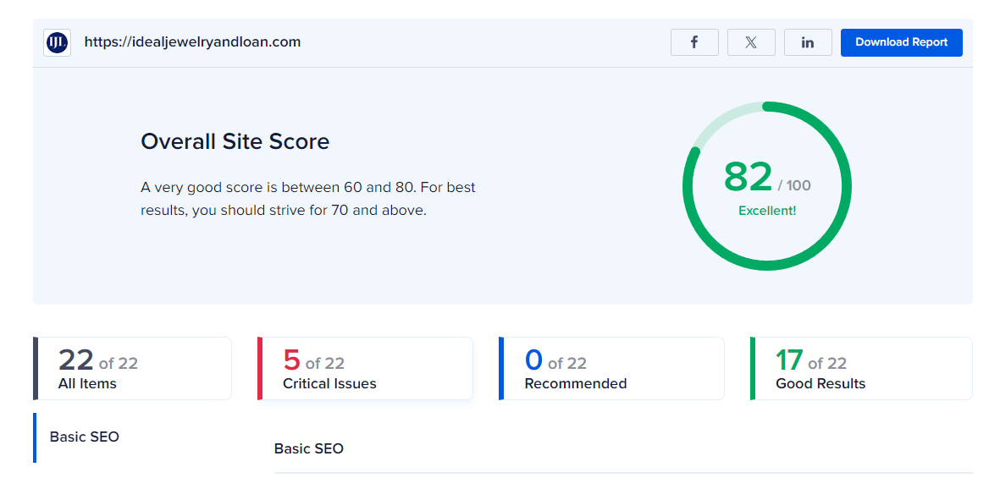 IJL
https://idealjewelryandloan.com
f
X
in
Download Report
Overall Site Score
A very good score is between 60 and 80. For best
results, you should strive for 70 and above.
82 / 100
Excellent!
22 of 22
All Items
5 of 22
Critical Issues
0 of 22
Recommended
17 of 22
Good Results
Basic SEO
Basic SEO